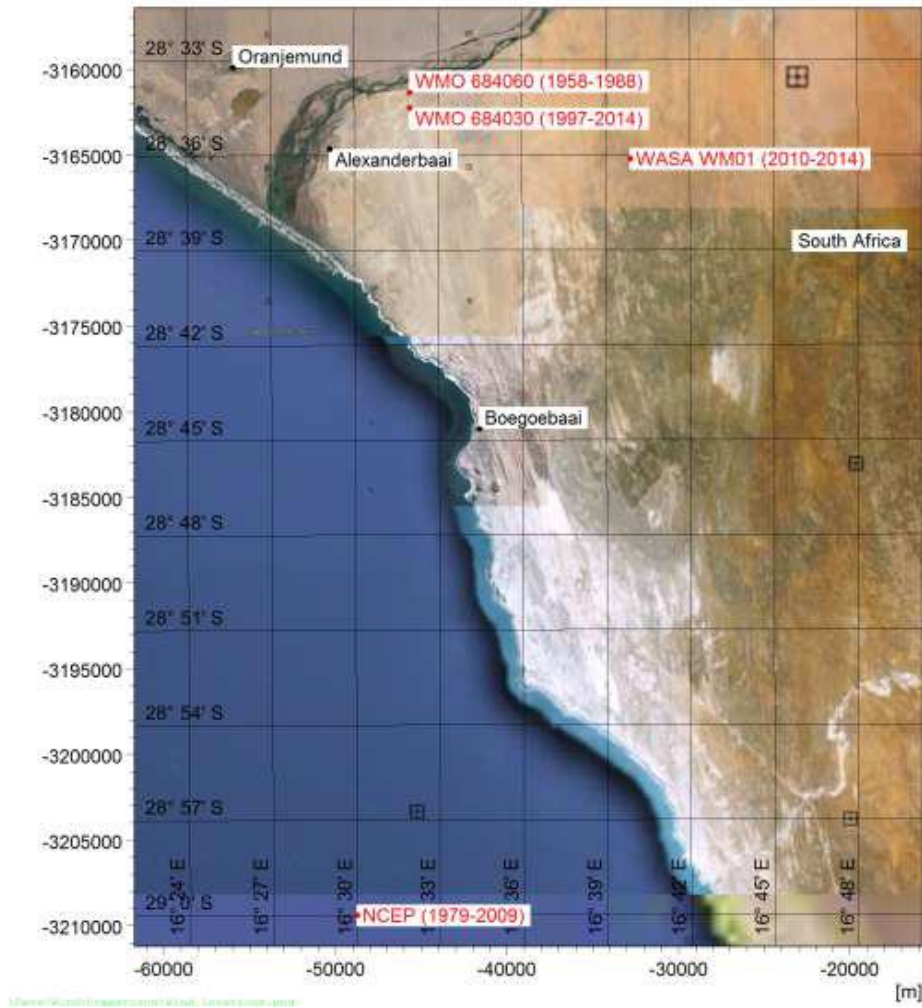 28° 33' S
Oranjemund
-3160000
WMO 684060 (1958-1988)
WMO 684030 (1997-2014)
28° 36' S
-3165000
Alexanderbaai
WASA WM01 (2010-2014)
-3170000
28° 39' S
South Africa
-3175000
28° 42' S
-3180000
Boegoebaai
28° 45' S
-3185000
28° 48' S
-3190000
28° 51' S
-3195000
28° 54' S
-3200000
28° 57' S
-3205000
16° 24' E
16° 27' E
16° 30' E
16° 33' E
16° 36' E
16° 39' E
16° 42' E
16° 45' E
16° 48' E
29° 0' S
NCEP (1979-2009)
-3210000
-60000
-50000
-40000
-30000
-20000
[m]